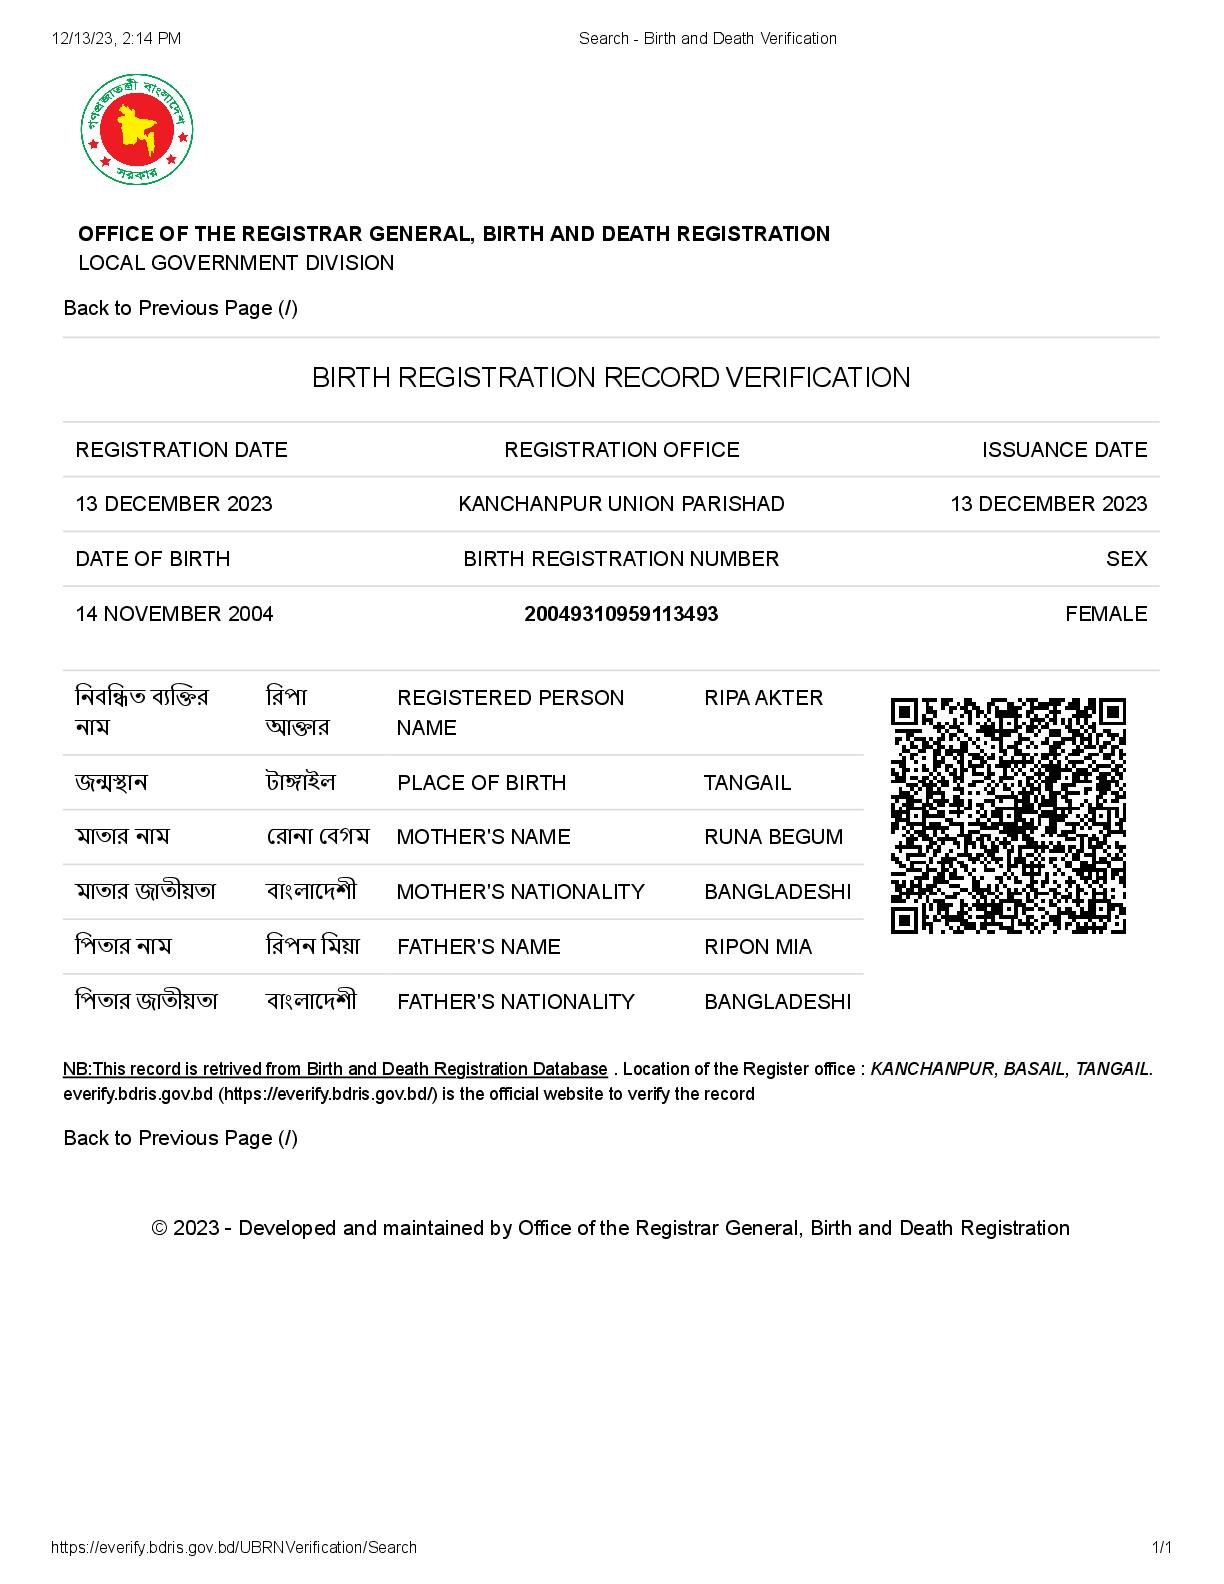 12/13/23, 2:14 PM Search - Birth and Death Verification
গণপ্রজাতন্ত্রী বাংলাদেশ
সরকার
OFFICE OF THE REGISTRAR GENERAL, BIRTH AND DEATH REGISTRATION
LOCAL GOVERNMENT DIVISION
Back to Previous Page (/)
BIRTH REGISTRATION RECORD VERIFICATION
REGISTRATION DATE REGISTRATION OFFICE ISSUANCE DATE
13 DECEMBER 2023 KANCHANPUR UNION PARISHAD 13 DECEMBER 2023
DATE OF BIRTH BIRTH REGISTRATION NUMBER SEX
14 NOVEMBER 2004 20049310959113493 FEMALE
নিবন্ধিত ব্যক্তির রিপা REGISTERED PERSON RIPA AKTER
নাম আক্তার NAME
জন্মস্থান টাঙ্গাইল PLACE OF BIRTH TANGAIL
মাতার নাম রোনা বেগম MOTHER'S NAME RUNA BEGUM
মাতার জাতীয়তা বাংলাদেশী MOTHER'S NATIONALITY BANGLADESHI
পিতার নাম রিপন মিয়া FATHER'S NAME RIPON MIA
পিতার জাতীয়তা বাংলাদেশী FATHER'S NATIONALITY BANGLADESHI
NB:This record is retrived from Birth and Death Registration Database . Location of the Register office : KANCHANPUR, BASAIL, TANGAIL.
everify.bdris.gov.bd (https://everify.bdris.gov.bd/) is the official website to verify the record
Back to Previous Page (/)
© 2023 - Developed and maintained by Office of the Registrar General, Birth and Death Registration
https://everify.bdris.gov.bd/UBRNVerification/Search 1/1